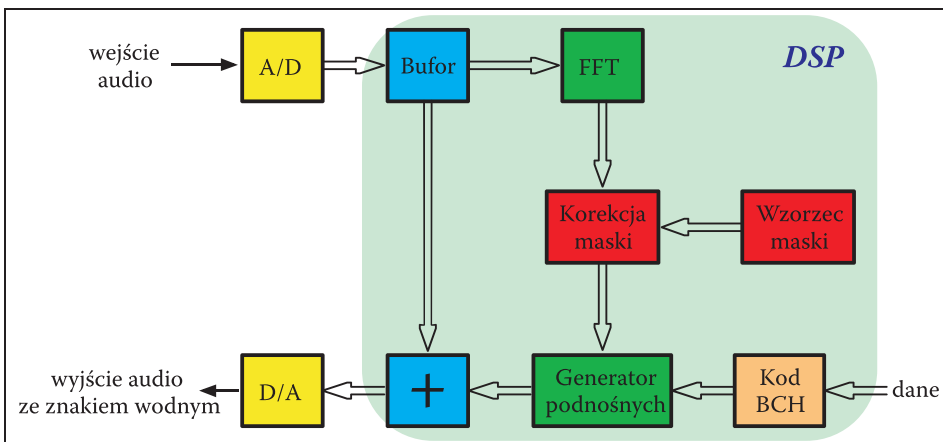 wejście
audio
A/D
Bufor
FFT
DSP
Korekcja
maski
Wzorzec
maski
wyjście audio
ze znakiem wodnym
D/A
+
Generator
podnośnych
Kod
BCH
dane